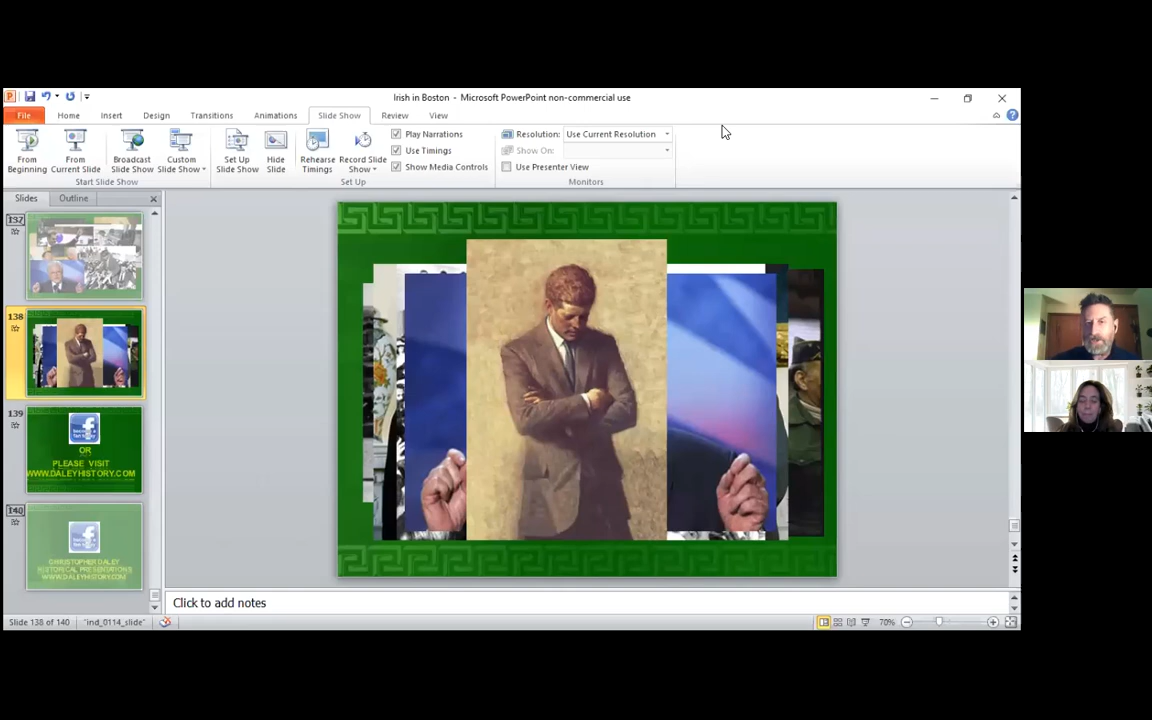 Irish in Boston - Microsoft PowerPoint non-commercial use
File Home Insert Design Transitions Animations Slide Show Review View
From Beginning
From Current Slide
Broadcast Slide Show
Custom Slide Show
Start Slide Show
Set Up Slide Show
Hide Slide
Rehearse Timings
Record Slide Show
Play Narrations
Use Timings
Show Media Controls
Set Up
Resolution: Use Current Resolution
Show On:
Use Presenter View
Monitors
Slides Outline
137
138
139
OR
PLEASE VISIT
WWW.DALEYHISTORY.COM
140
CHRISTOPHER DALEY
HISTORICAL PRESENTATIONS
WWW.DALEYHISTORY.COM
Click to add notes
Slide 138 of 140 "ind_0114_slide" 70%